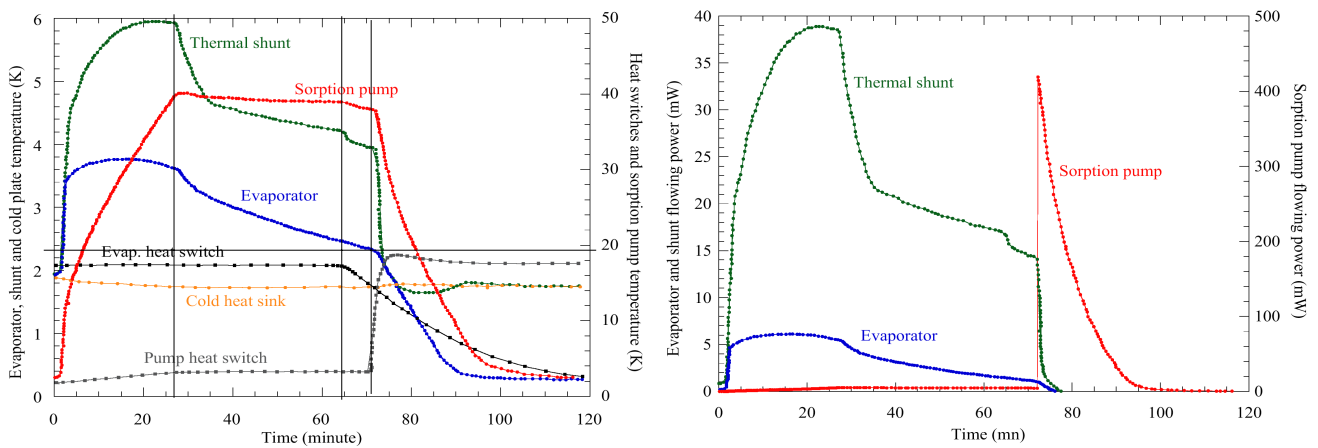 Evaporator, shunt and cold plate temperature (K)
6
5
4
3
2
1
0
Thermal shunt
Sorption pump
Evaporator
Evap. heat switch
Cold heat sink
Pump heat switch
50
40
30
20
10
0
Heat switches and sorption pump temperature (K)
0 20 40 60 80 100 120
Time (minute)
Evaporator and shunt flowing power (mW)
40
35
30
25
20
15
10
5
0
Thermal shunt
Sorption pump
Evaporator
500
400
300
200
100
0
Sorption pump flowing power (mW)
0 20 40 60 80 100 120
Time (mn)